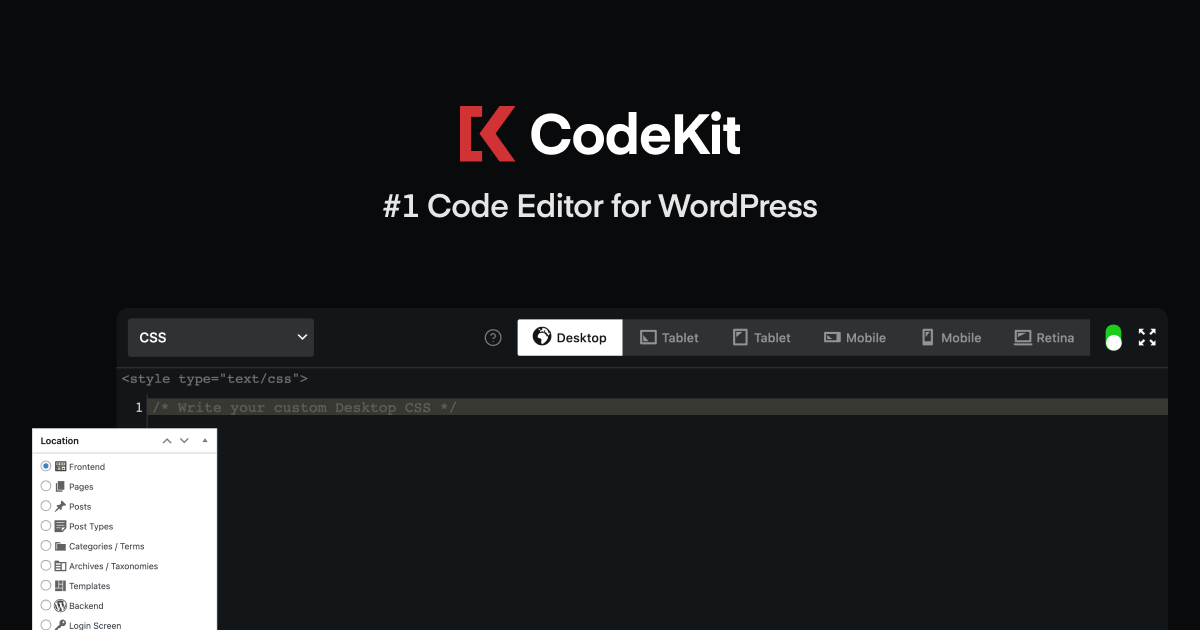 CodeKit
#1 Code Editor for WordPress
CSS
Desktop
Tablet
Tablet
Mobile
Mobile
Retina
<style type="text/css">
1 /* Write your custom Desktop CSS */
Location
Frontend
Pages
Posts
Post Types
Categories / Terms
Archives / Taxonomies
Templates
Backend
Login Screen